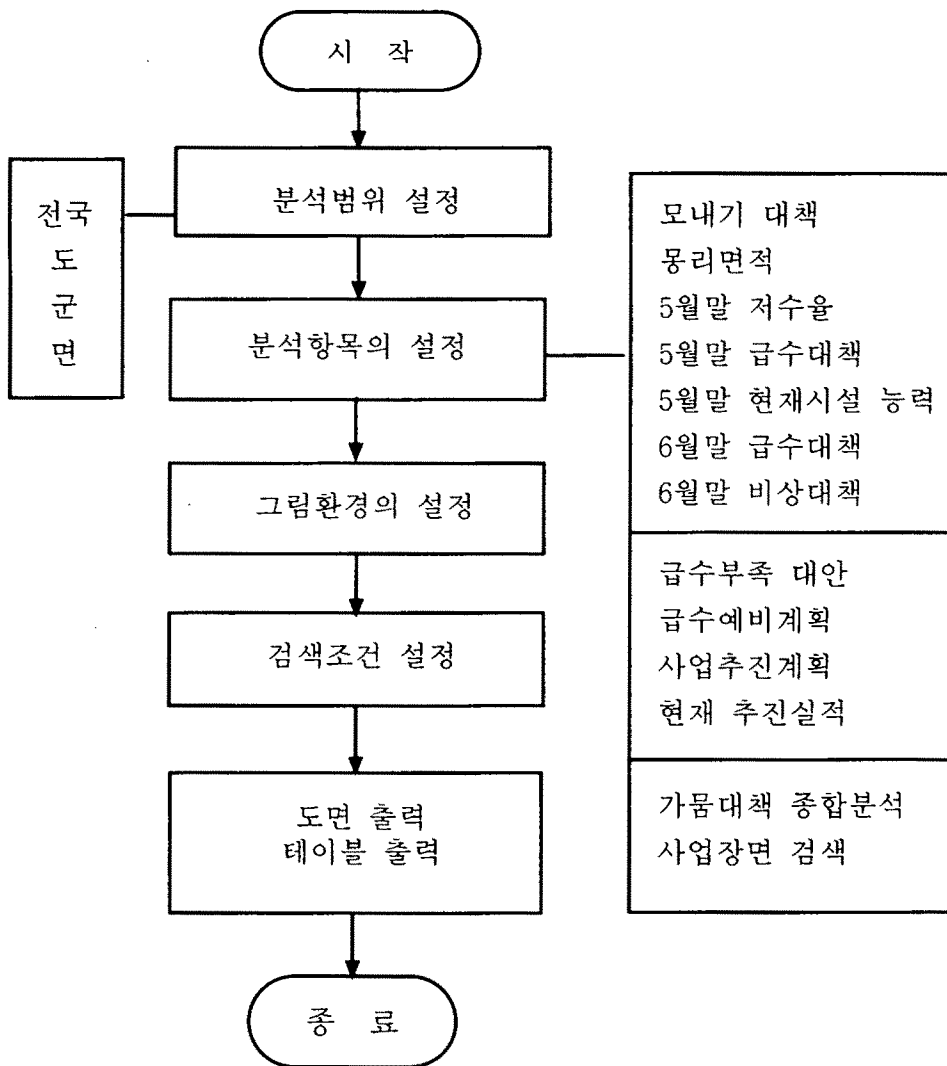 시 작
분석범위 설정
전국
도
군
면
분석항목의 설정
모내기 대책
몽리면적
5월말 저수율
5월말 급수대책
5월말 현재시설 능력
6월말 급수대책
6월말 비상대책
급수부족 대안
급수예비계획
사업추진계획
현재 추진실적
가뭄대책 종합분석
사업장면 검색
그림환경의 설정
검색조건 설정
도면 출력
테이블 출력
종 료